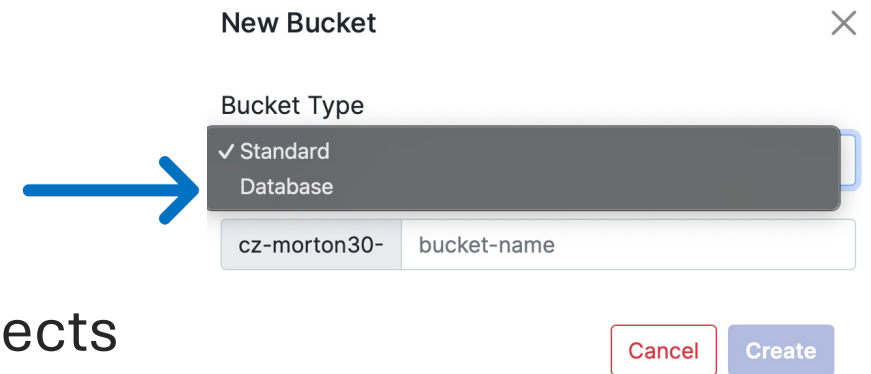 New Bucket
Bucket Type
✓ Standard
Database
cz-morton30- bucket-name
ects
Cancel Create